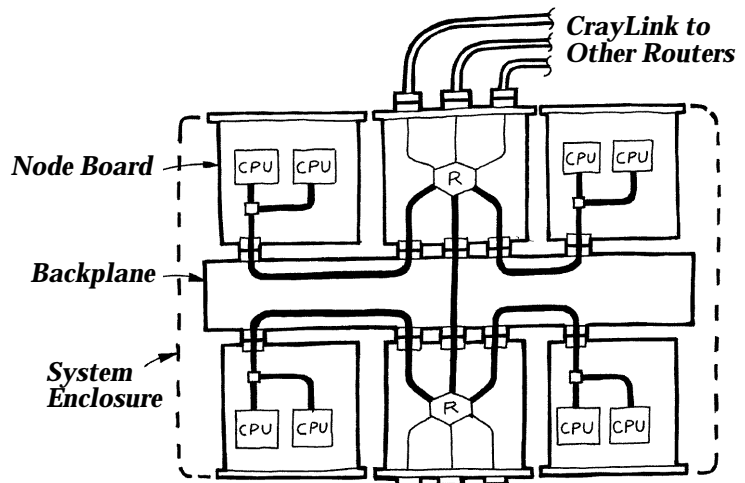 CrayLink to
Other Routers
Node Board
CPU CPU
R
CPU CPU
Backplane
System
Enclosure
CPU CPU
R
CPU CPU